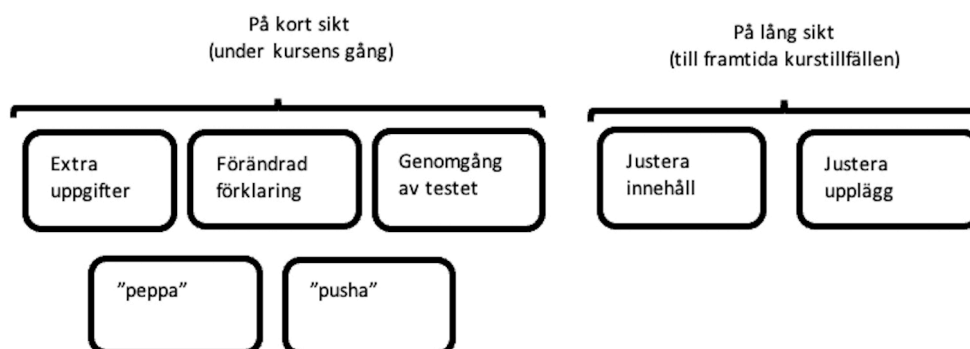 På kort sikt
(under kursens gång)
På lång sikt
(till framtida kurstillfällen)
Extra
uppgifter
Förändrad
förklaring
Genomgång
av testet
Justera
innehåll
Justera
upplägg
”peppa”
”pusha”